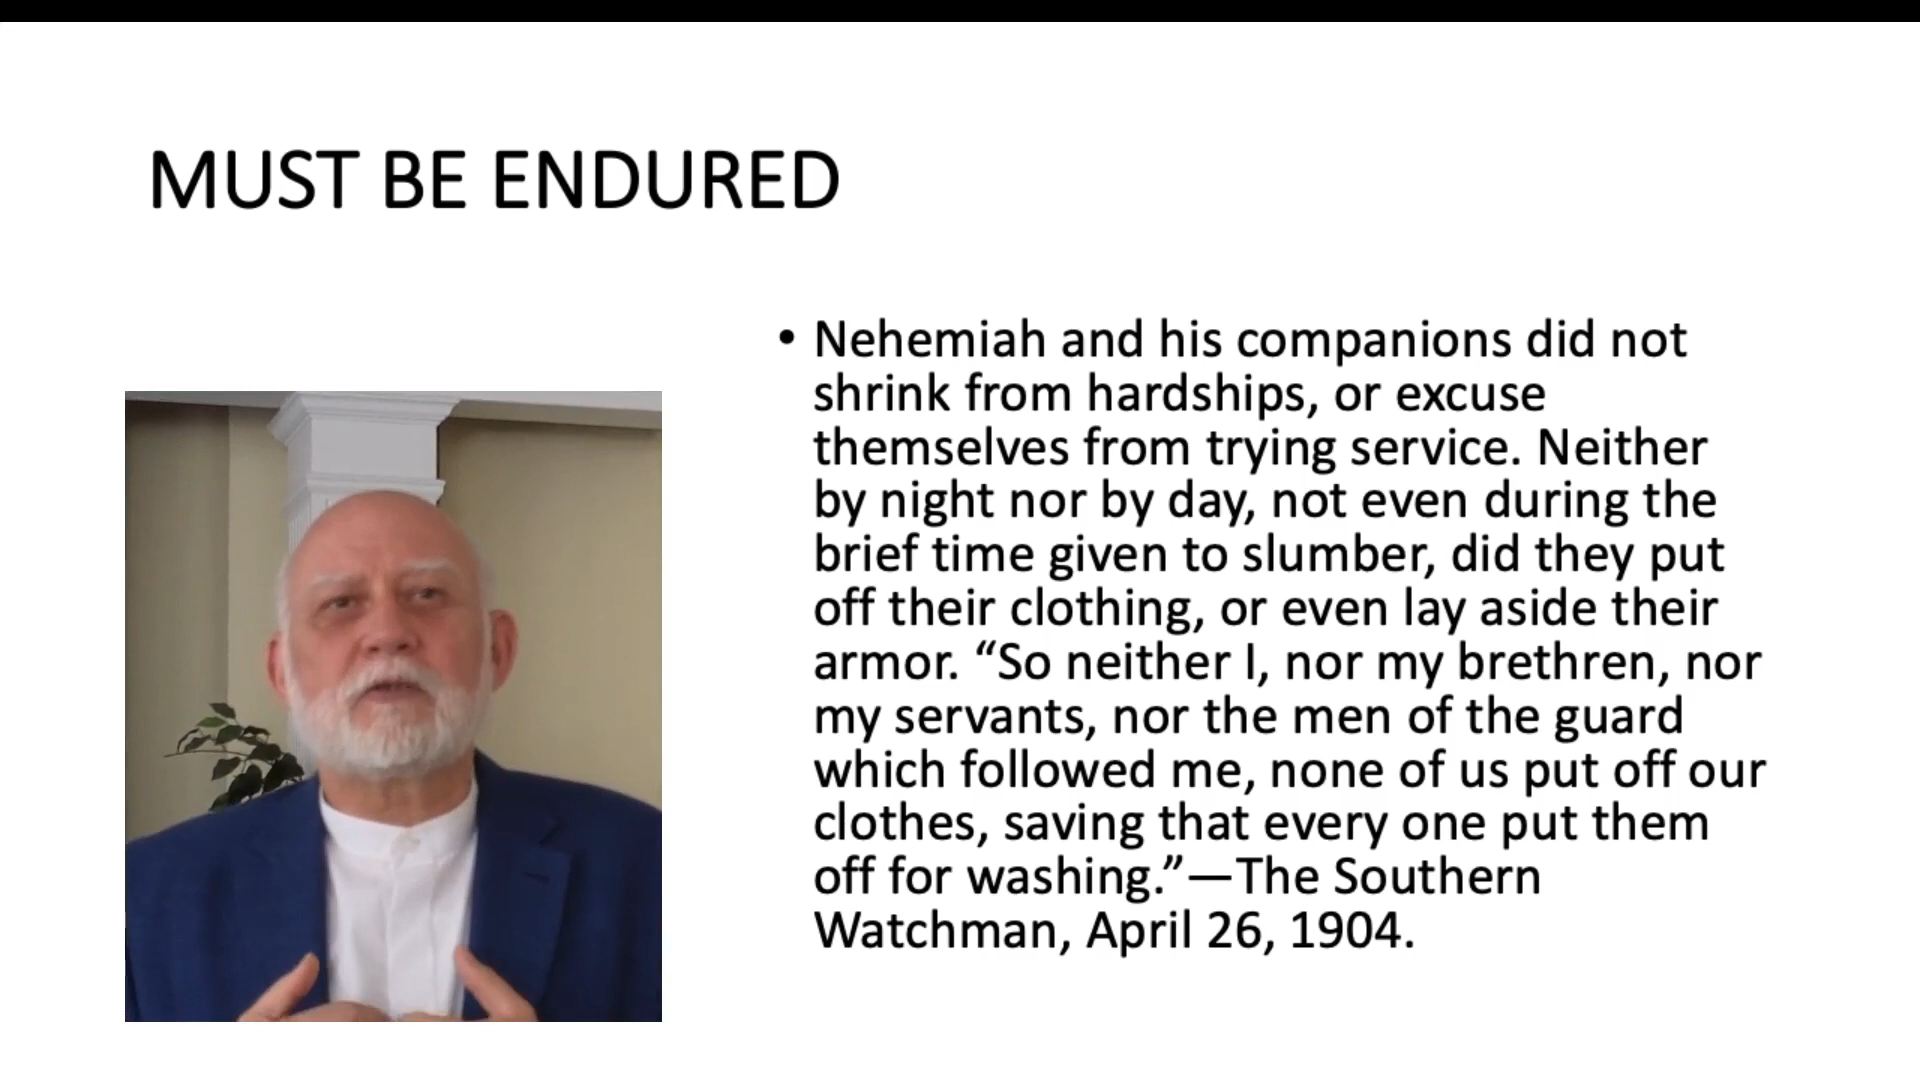 MUST BE ENDURED
• Nehemiah and his companions did not
shrink from hardships, or excuse
themselves from trying service. Neither
by night nor by day, not even during the
brief time given to slumber, did they put
off their clothing, or even lay aside their
armor. “So neither I, nor my brethren, nor
my servants, nor the men of the guard
which followed me, none of us put off our
clothes, saving that every one put them
off for washing.”—The Southern
Watchman, April 26, 1904.